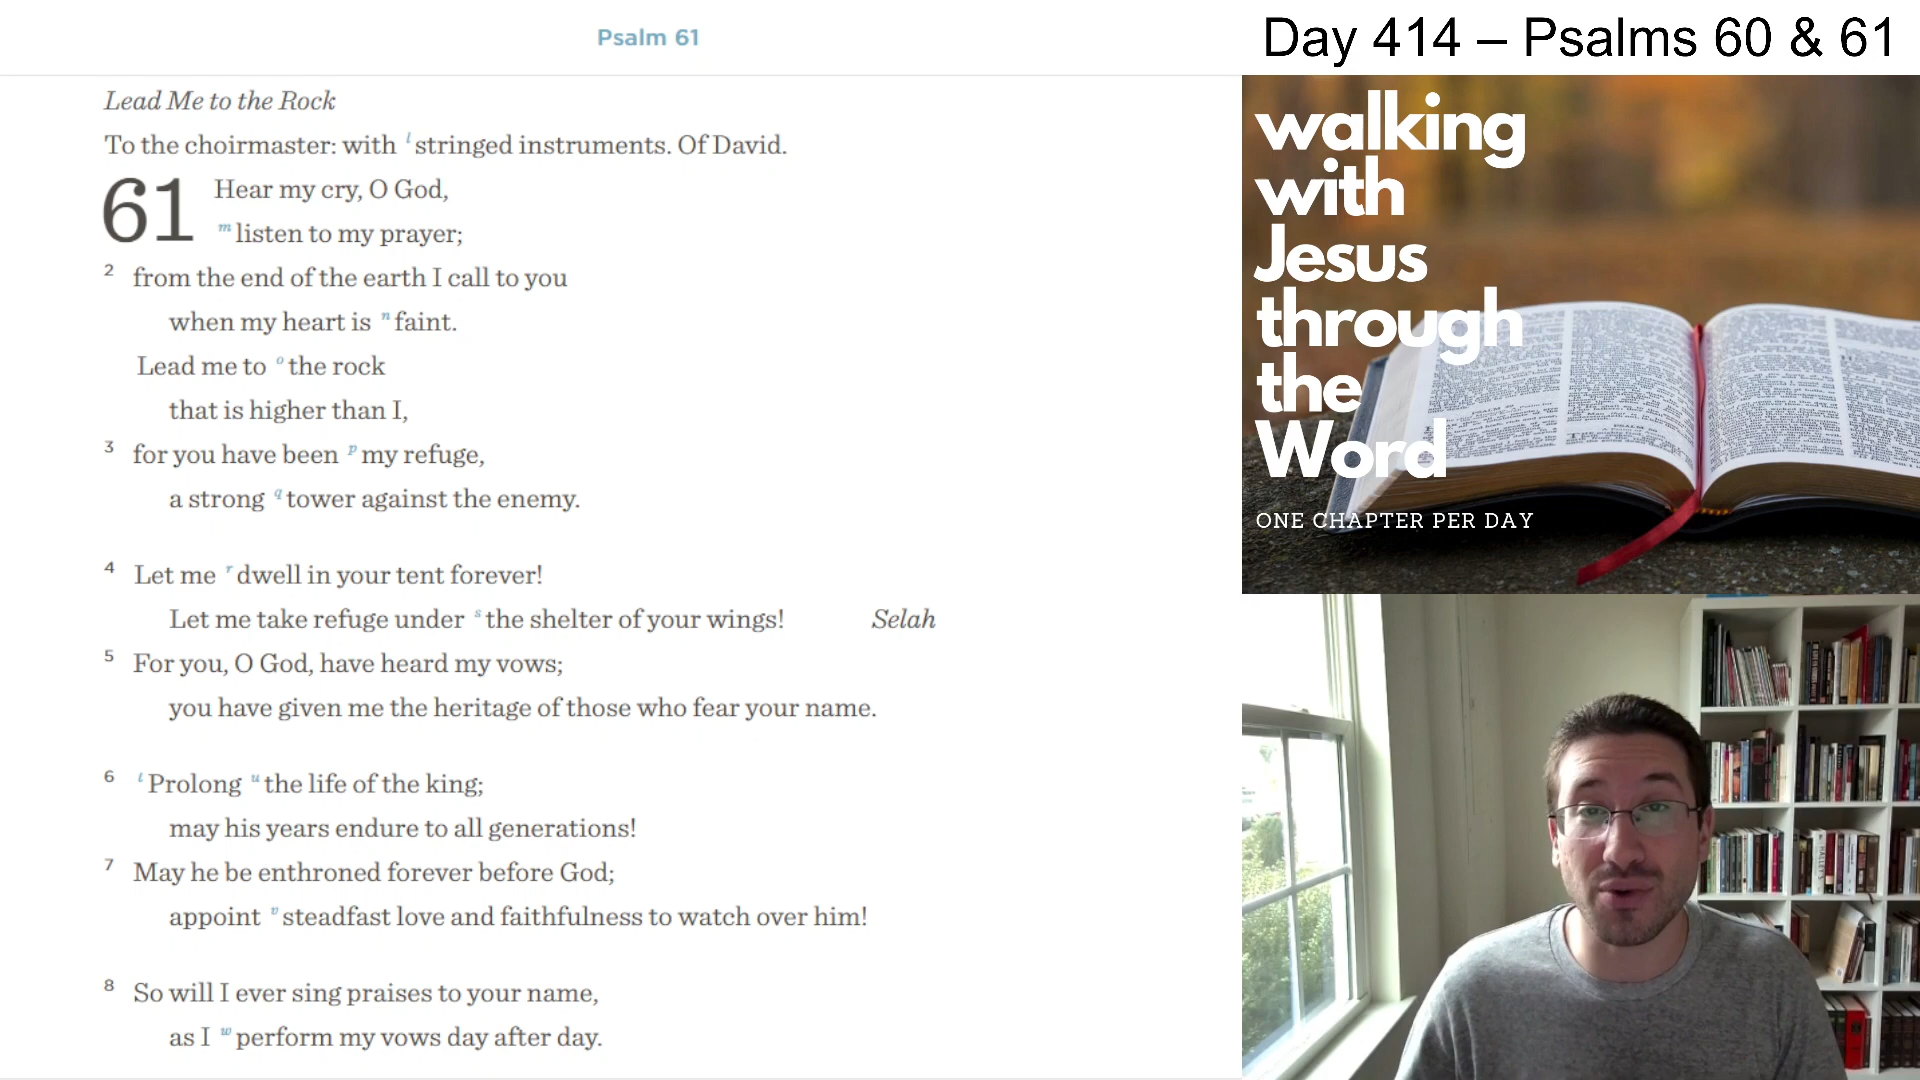 Psalm 61
Day 414 – Psalms 60 & 61
Lead Me to the Rock
To the choirmaster: with l stringed instruments. Of David.
61 Hear my cry, O God,
m listen to my prayer;
2 from the end of the earth I call to you
when my heart is n faint.
Lead me to o the rock
that is higher than I,
3 for you have been p my refuge,
a strong q tower against the enemy.
4 Let me r dwell in your tent forever!
Let me take refuge under s the shelter of your wings! Selah
5 For you, O God, have heard my vows;
you have given me the heritage of those who fear your name.
6 t Prolong u the life of the king;
may his years endure to all generations!
7 May he be enthroned forever before God;
appoint v steadfast love and faithfulness to watch over him!
8 So will I ever sing praises to your name,
as I w perform my vows day after day.
walking
with
Jesus
through
the
Word
ONE CHAPTER PER DAY